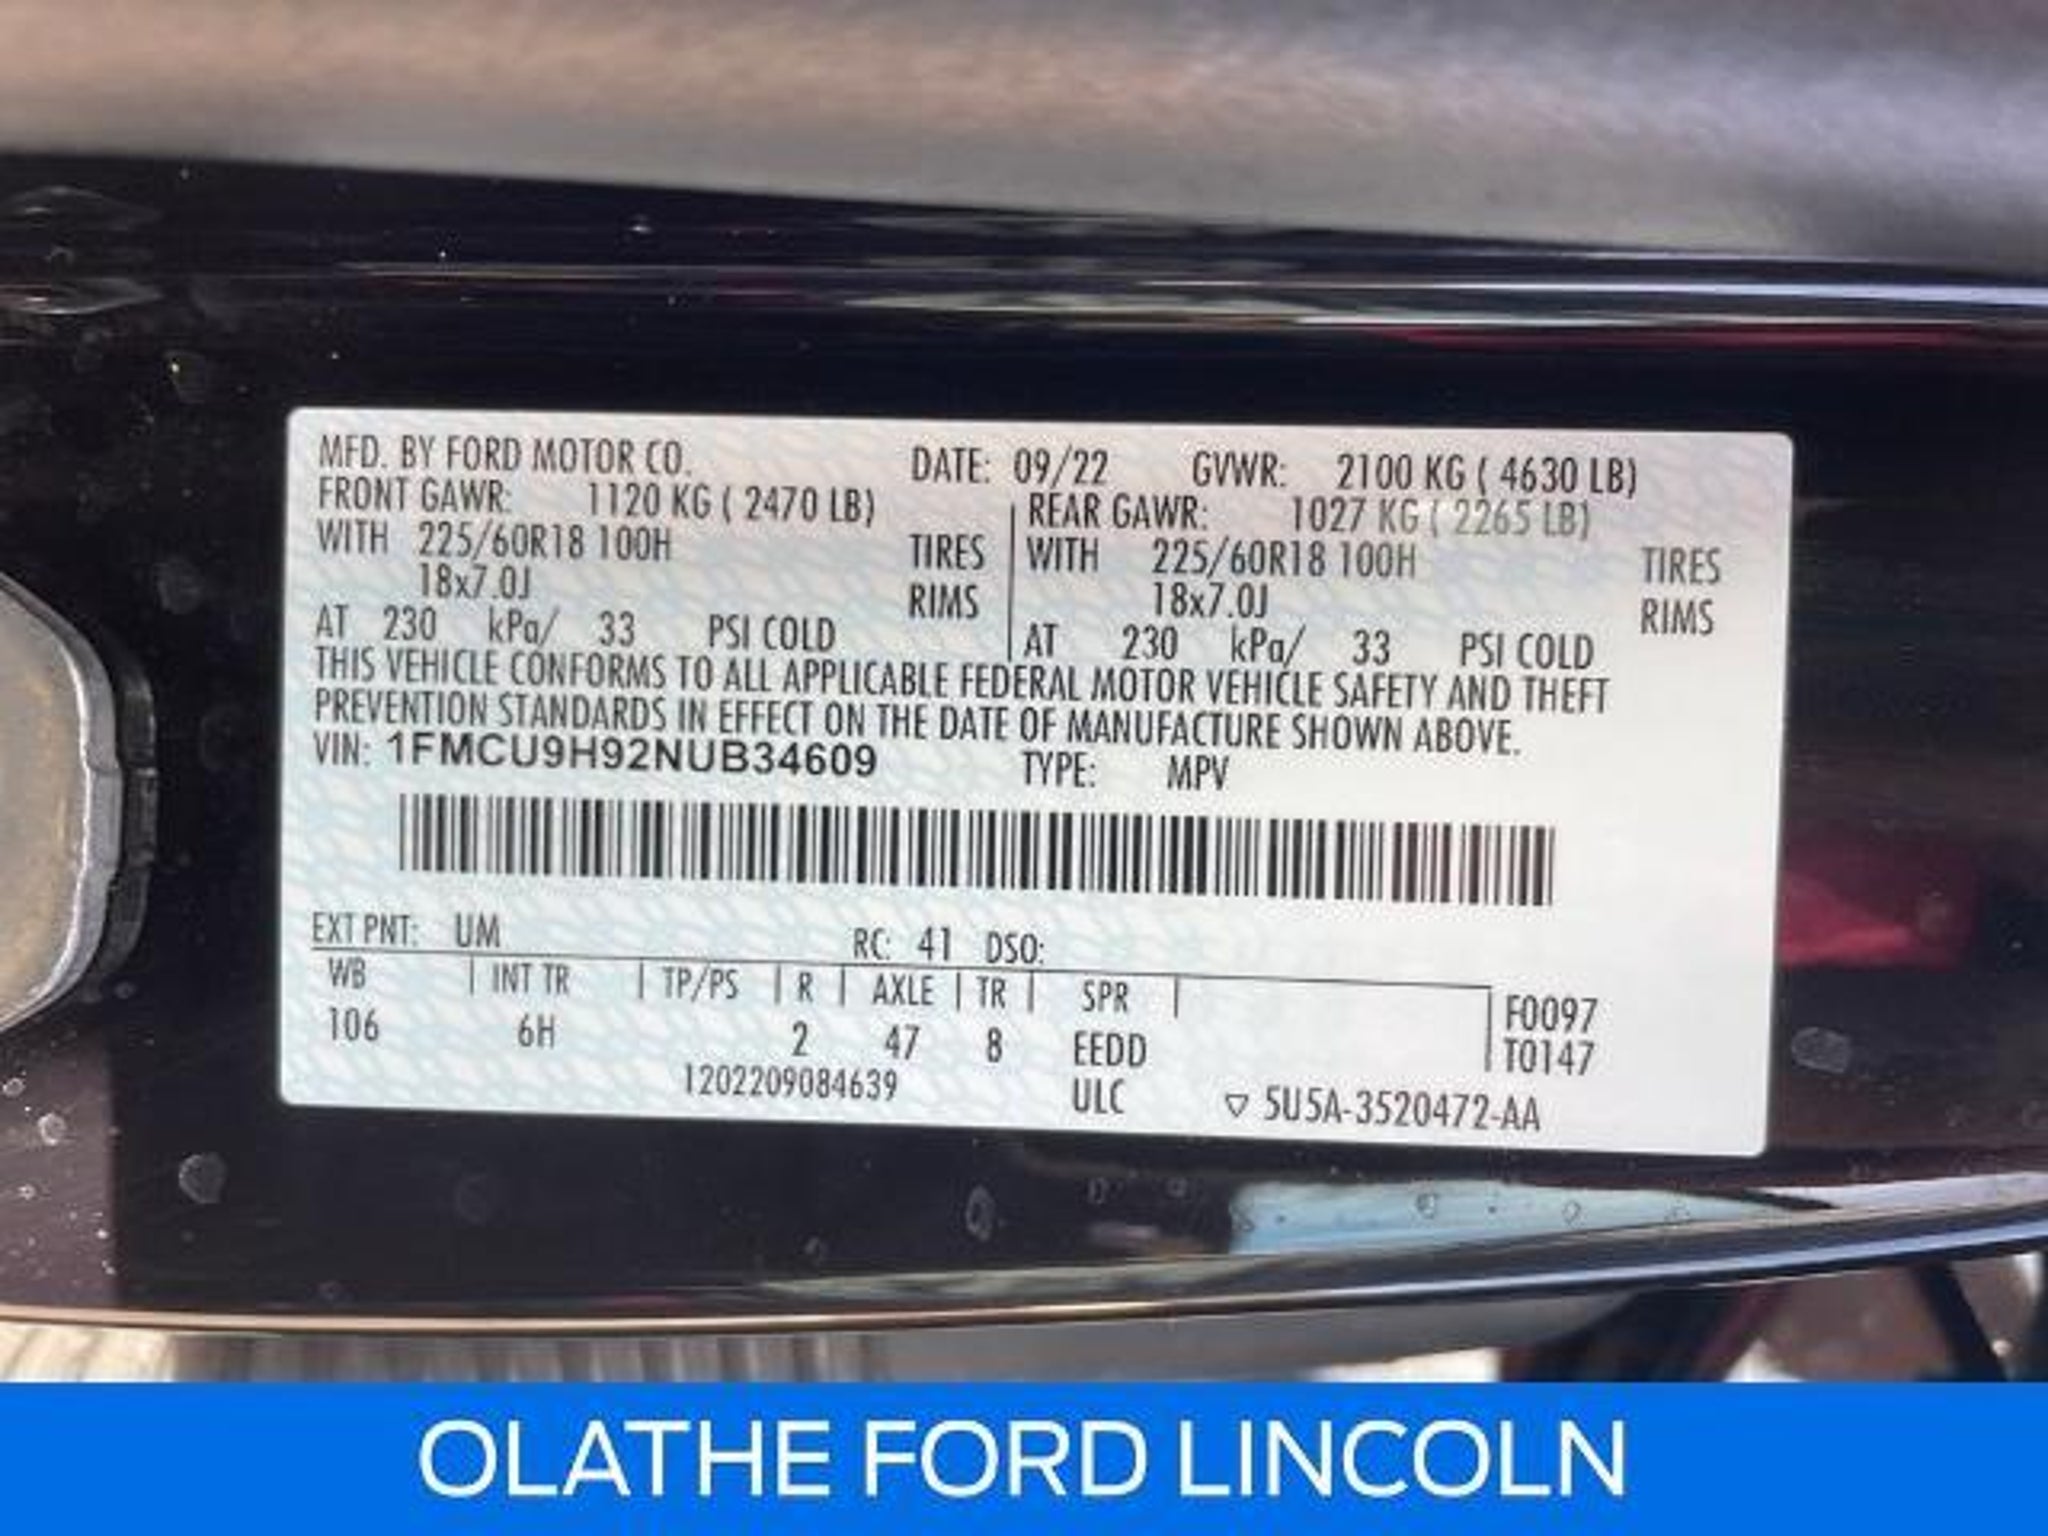 MFD. BY FORD MOTOR CO. DATE: 09/22 GVWR: 2100 KG ( 4630 LB)
FRONT GAWR: 1120 KG ( 2470 LB) REAR GAWR: 1027 KG ( 2265 LB)
WITH 225/60R18 100H TIRES WITH 225/60R18 100H TIRES
18x7.0J RIMS 18x7.0J RIMS
AT 230 kPa/ 33 PSI COLD AT 230 kPa/ 33 PSI COLD
THIS VEHICLE CONFORMS TO ALL APPLICABLE FEDERAL MOTOR VEHICLE SAFETY AND THEFT
PREVENTION STANDARDS IN EFFECT ON THE DATE OF MANUFACTURE SHOWN ABOVE.
VIN: 1FMCU9H92NUB34609 TYPE: MPV
EXT PNT: UM RC: 41 DSO:
WB INT TR TP/PS R AXLE TR SPR F0097
106 6H 2 47 8 EEDD T0147
1202209084639 ULC ▽ 5U5A-3520472-AA
OLATHE FORD LINCOLN